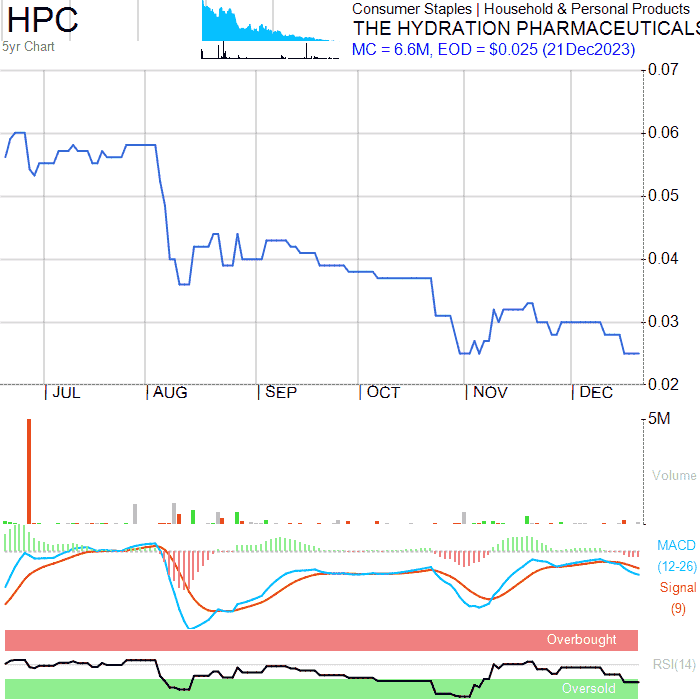 HPC
5yr Chart
Consumer Staples | Household & Personal Products
THE HYDRATION PHARMACEUTICALS
MC = 6.6M, EOD = $0.025 (21Dec2023)
0.07
0.06
0.05
0.04
0.03
0.02
JUL AUG SEP OCT NOV DEC
5M
Volume
MACD
(12-26)
Signal
(9)
Overbought
RSI(14)
Oversold